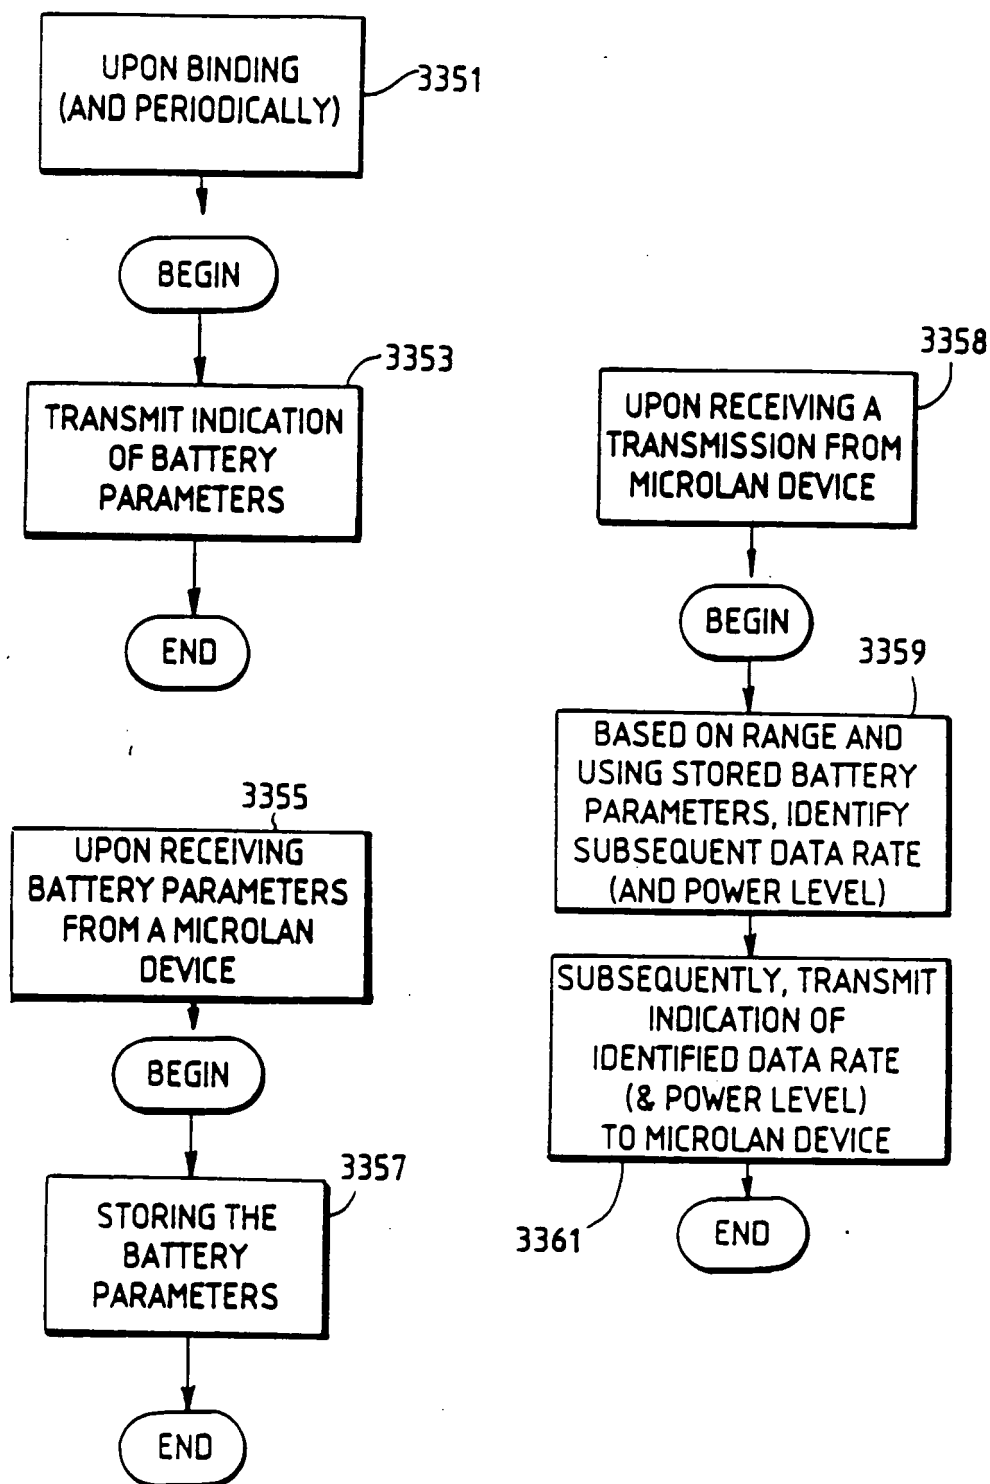 UPON BINDING
(AND PERIODICALLY)
3351
BEGIN
3353
TRANSMIT INDICATION
OF BATTERY
PARAMETERS
END
3355
UPON RECEIVING
BATTERY PARAMETERS
FROM A MICROLAN
DEVICE
BEGIN
3357
STORING THE
BATTERY
PARAMETERS
END
3358
UPON RECEIVING A
TRANSMISSION FROM
MICROLAN DEVICE
BEGIN
3359
BASED ON RANGE AND
USING STORED BATTERY
PARAMETERS, IDENTIFY
SUBSEQUENT DATA RATE
(AND POWER LEVEL)
SUBSEQUENTLY, TRANSMIT
INDICATION OF
IDENTIFIED DATA RATE
(& POWER LEVEL)
TO MICROLAN DEVICE
3361
END